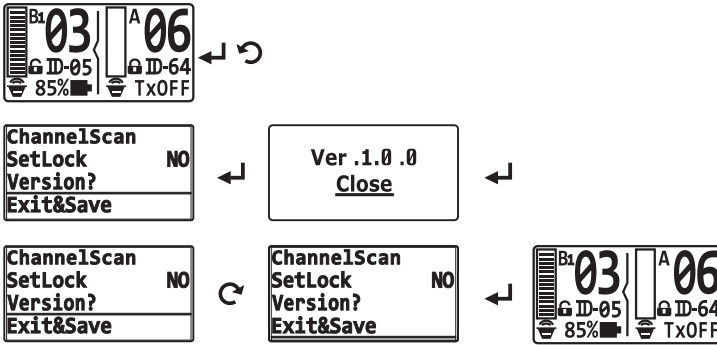 B1 03 A 06
ID-05 ID-64
85% TxOFF
ChannelScan
SetLock NO
Version?
Exit&Save
Ver .1.0 .0
Close
ChannelScan
SetLock NO
Version?
Exit&Save
ChannelScan
SetLock NO
Version?
Exit&Save
B1 03 A 06
ID-05 ID-64
85% TxOFF